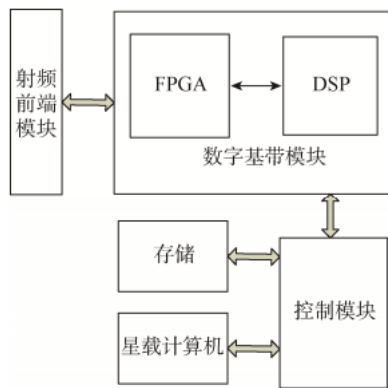 射频
前端
模块
FPGA
DSP
数字基带模块
存储
控制模块
星载计算机